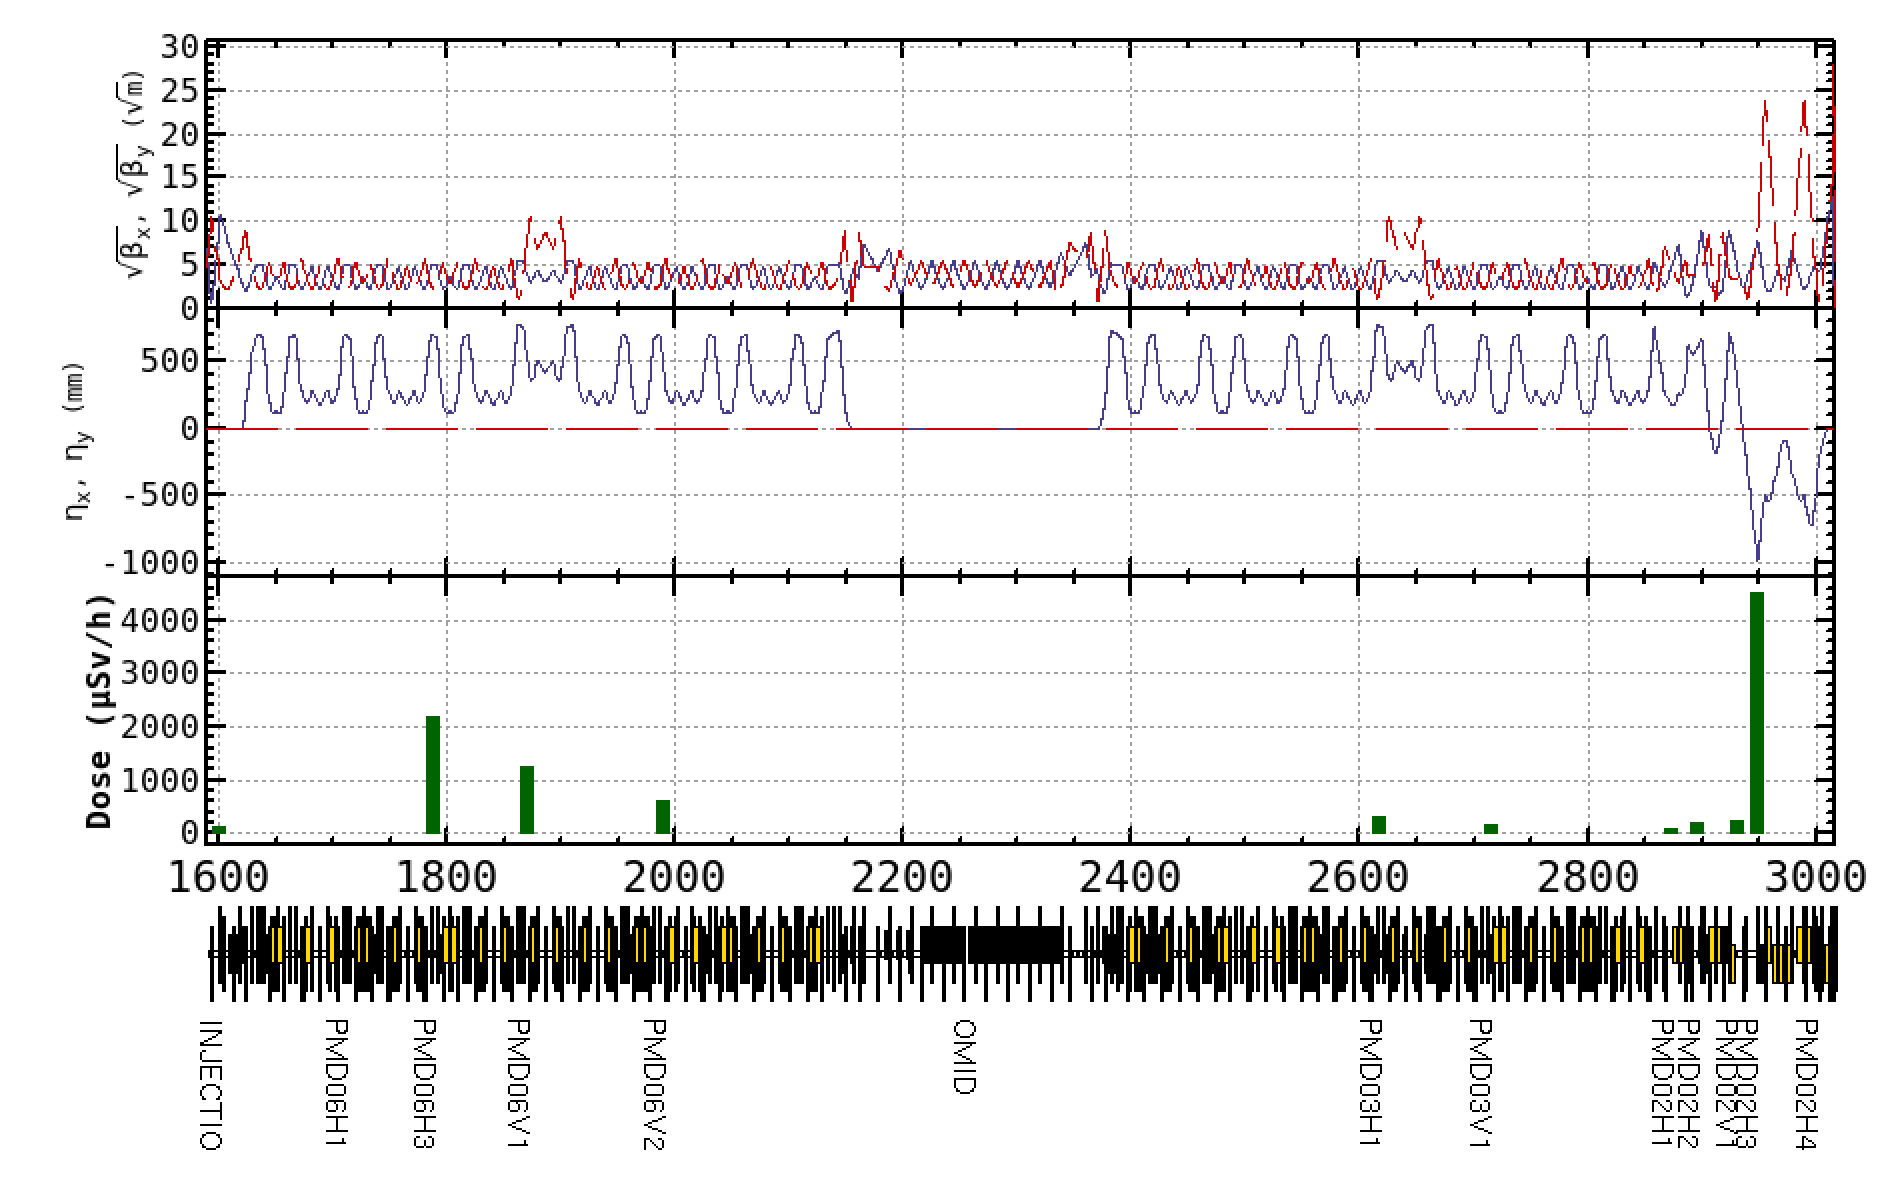 30
25
20
15
10
5
0
√βx, √βy (√m)
500
0
-500
-1000
ηx, ηy (mm)
4000
3000
2000
1000
0
Dose (μSv/h)
1600 1800 2000 2200 2400 2600 2800 3000
INJECTIO
PMD06H1
PMD06H3
PMD06V1
PMD06V2
OMID
PMD03H1
PMD03V1
PMD02H1
PMD02H2
PMD02V1
PMD02H3
PMD02H4